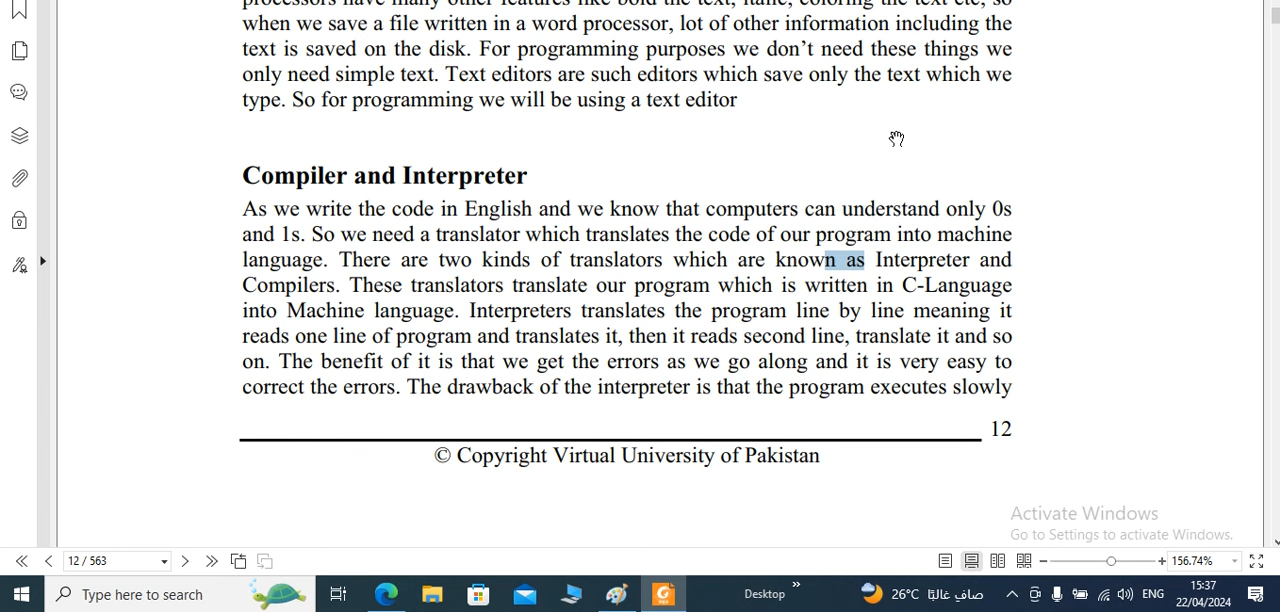 processors have many other features like bold the text, italic, coloring the text etc, so
when we save a file written in a word processor, lot of other information including the
text is saved on the disk. For programming purposes we don’t need these things we
only need simple text. Text editors are such editors which save only the text which we
type. So for programming we will be using a text editor
Compiler and Interpreter
As we write the code in English and we know that computers can understand only 0s
and 1s. So we need a translator which translates the code of our program into machine
language. There are two kinds of translators which are known as Interpreter and
Compilers. These translators translate our program which is written in C-Language
into Machine language. Interpreters translates the program line by line meaning it
reads one line of program and translates it, then it reads second line, translate it and so
on. The benefit of it is that we get the errors as we go along and it is very easy to
correct the errors. The drawback of the interpreter is that the program executes slowly
12
© Copyright Virtual University of Pakistan
Activate Windows
Go to Settings to activate Windows.
12 / 563
156.74%
Type here to search
Desktop
26°C صافٍ غالبًا
ENG
15:37
22/04/2024